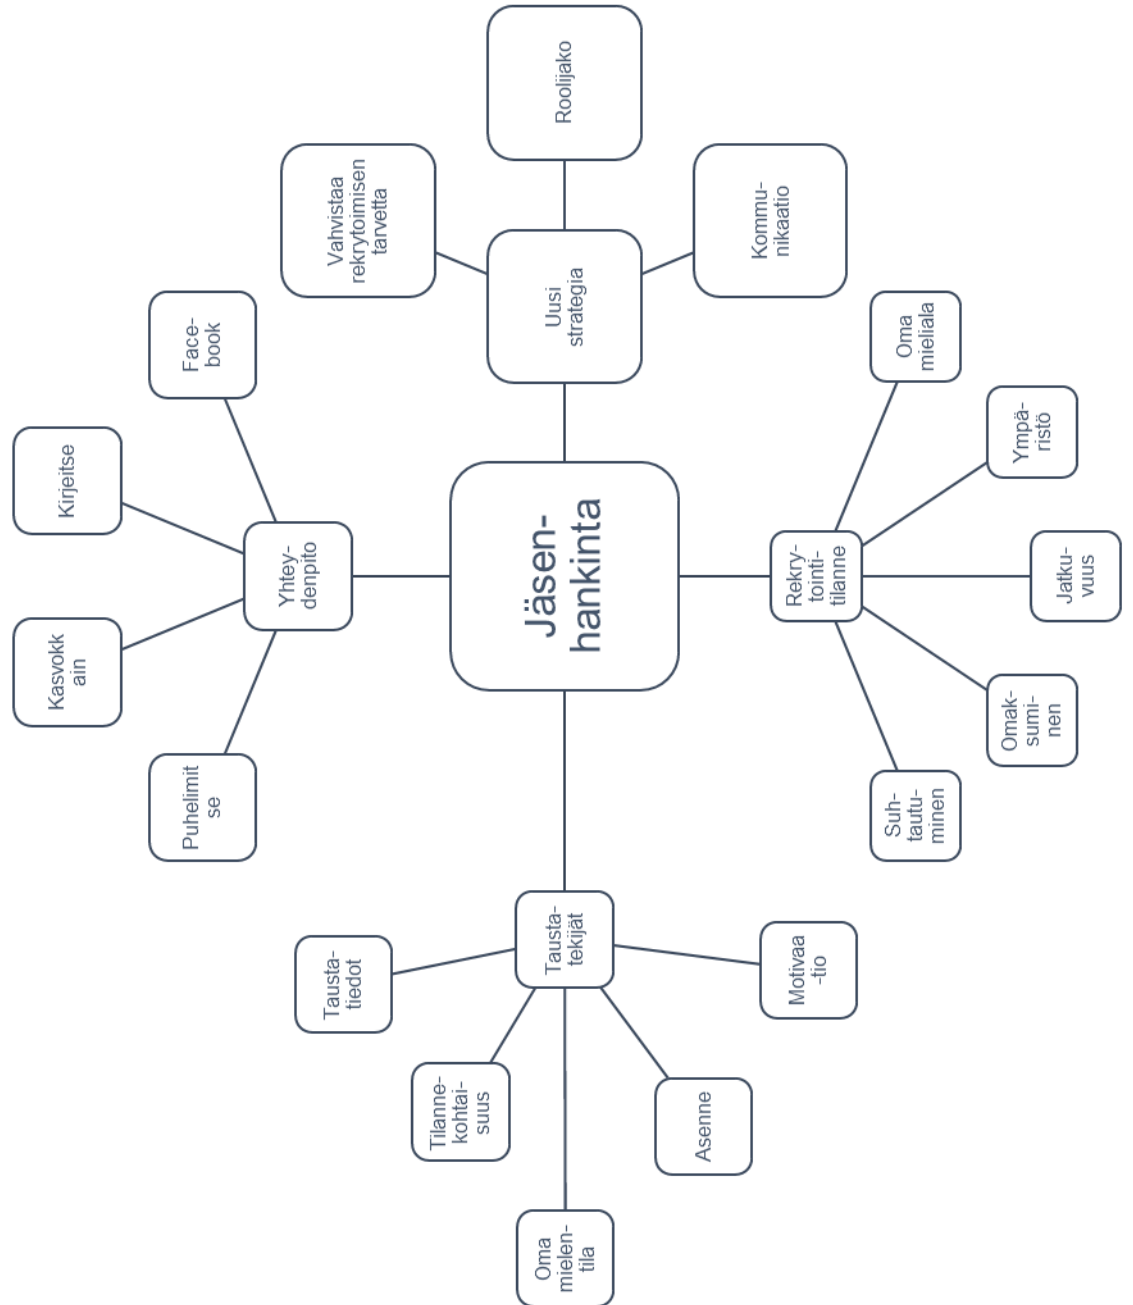 Jäsen-
hankinta
Uusi
strategia
Vahvistaa
rekrytoimisen
tarvetta
Roolijako
Kommu-
nikaatio
Rekry-
tointi-
tilanne
Oma
mieliala
Ympä-
ristö
Jatku-
vuus
Omak-
sumi-
nen
Suh-
tautu-
minen
Tausta-
tekijät
Motivaa
-tio
Asenne
Oma
mielen-
tila
Tilanne-
kohtai-
suus
Tausta-
tiedot
Yhtey-
denpito
Puhelimit
se
Kasvokk
ain
Kirjeitse
Face-
book